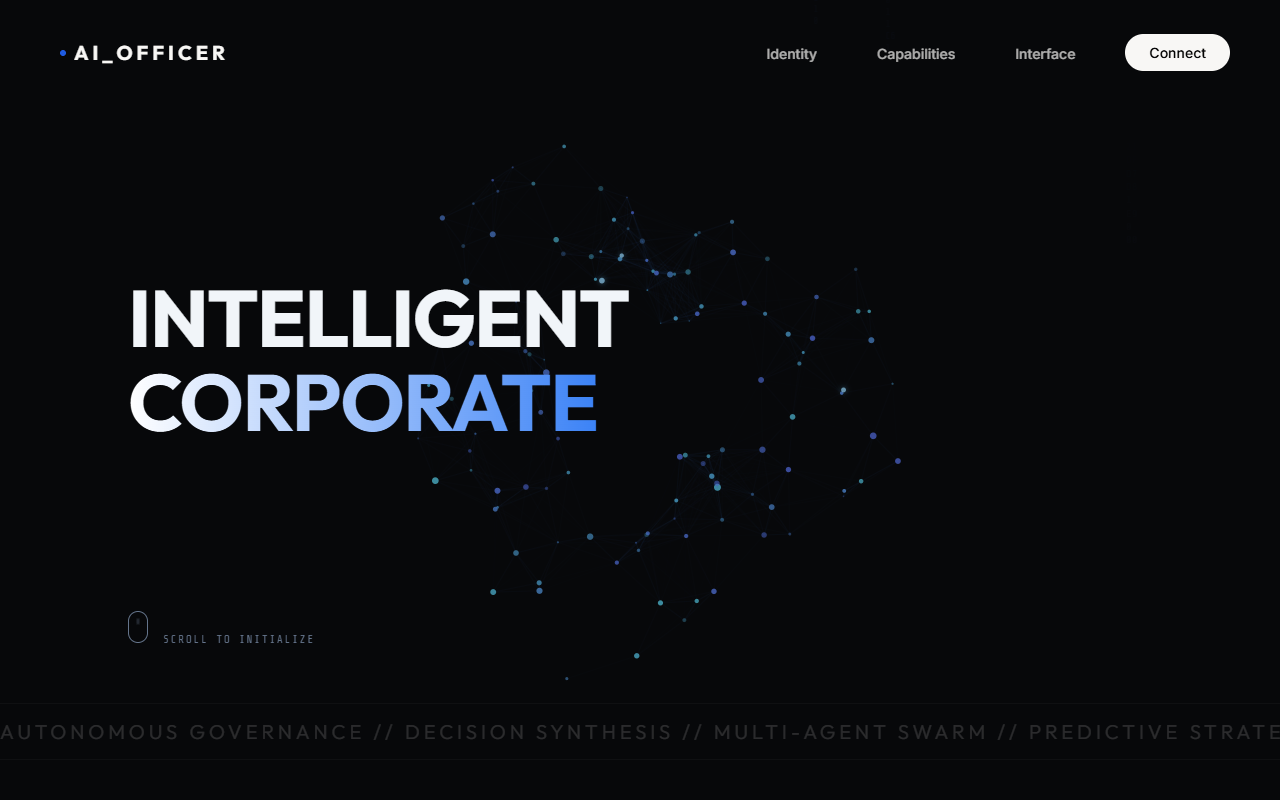 AI_OFFICER
Identity
Capabilities
Interface
Connect
INTELLIGENT
CORPORATE
SCROLL TO INITIALIZE
AUTONOMOUS GOVERNANCE // DECISION SYNTHESIS // MULTI-AGENT SWARM // PREDICTIVE STRATE